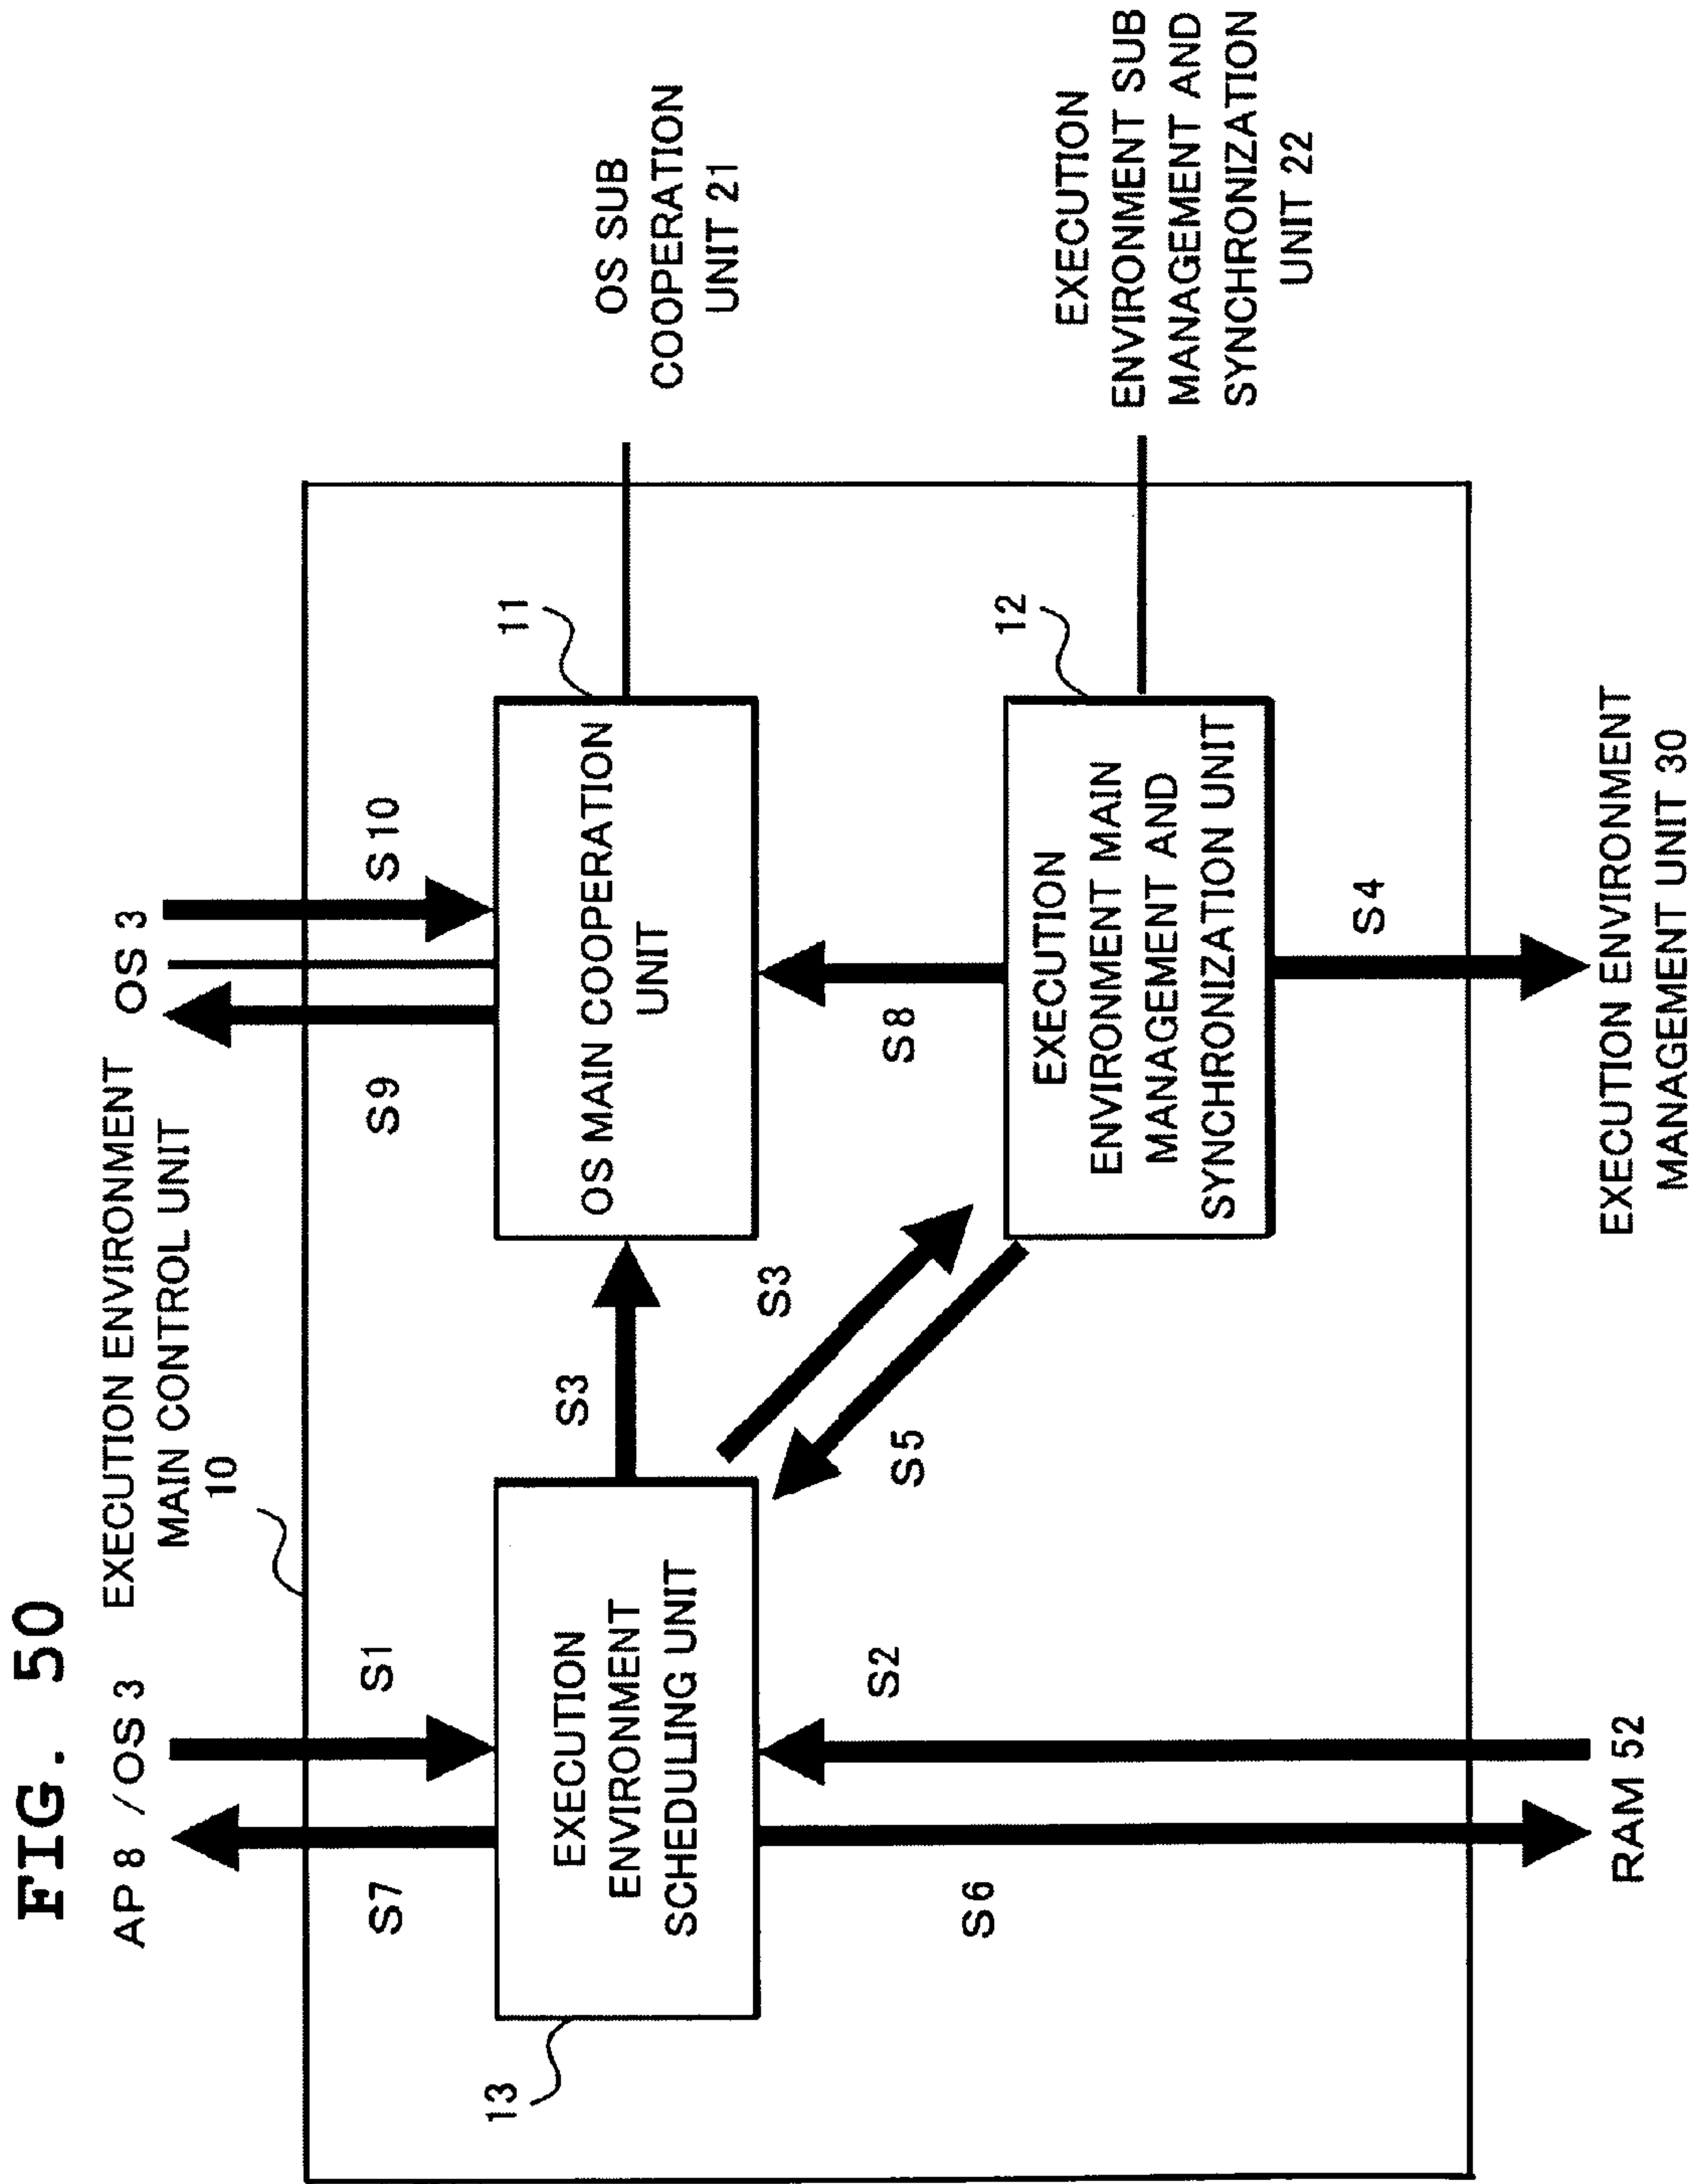 FIG. 50
AP 8 / OS 3
EXECUTION ENVIRONMENT
MAIN CONTROL UNIT
10
OS 3
S7
S1
S9
S10
13
EXECUTION
ENVIRONMENT
SCHEDULING UNIT
S3
11
OS MAIN COOPERATION
UNIT
OS SUB
COOPERATION
UNIT 21
S3
S5
S8
12
EXECUTION
ENVIRONMENT MAIN
MANAGEMENT AND
SYNCHRONIZATION UNIT
EXECUTION
ENVIRONMENT SUB
MANAGEMENT AND
SYNCHRONIZATION
UNIT 22
S6
S2
S4
RAM 52
EXECUTION ENVIRONMENT
MANAGEMENT UNIT 30